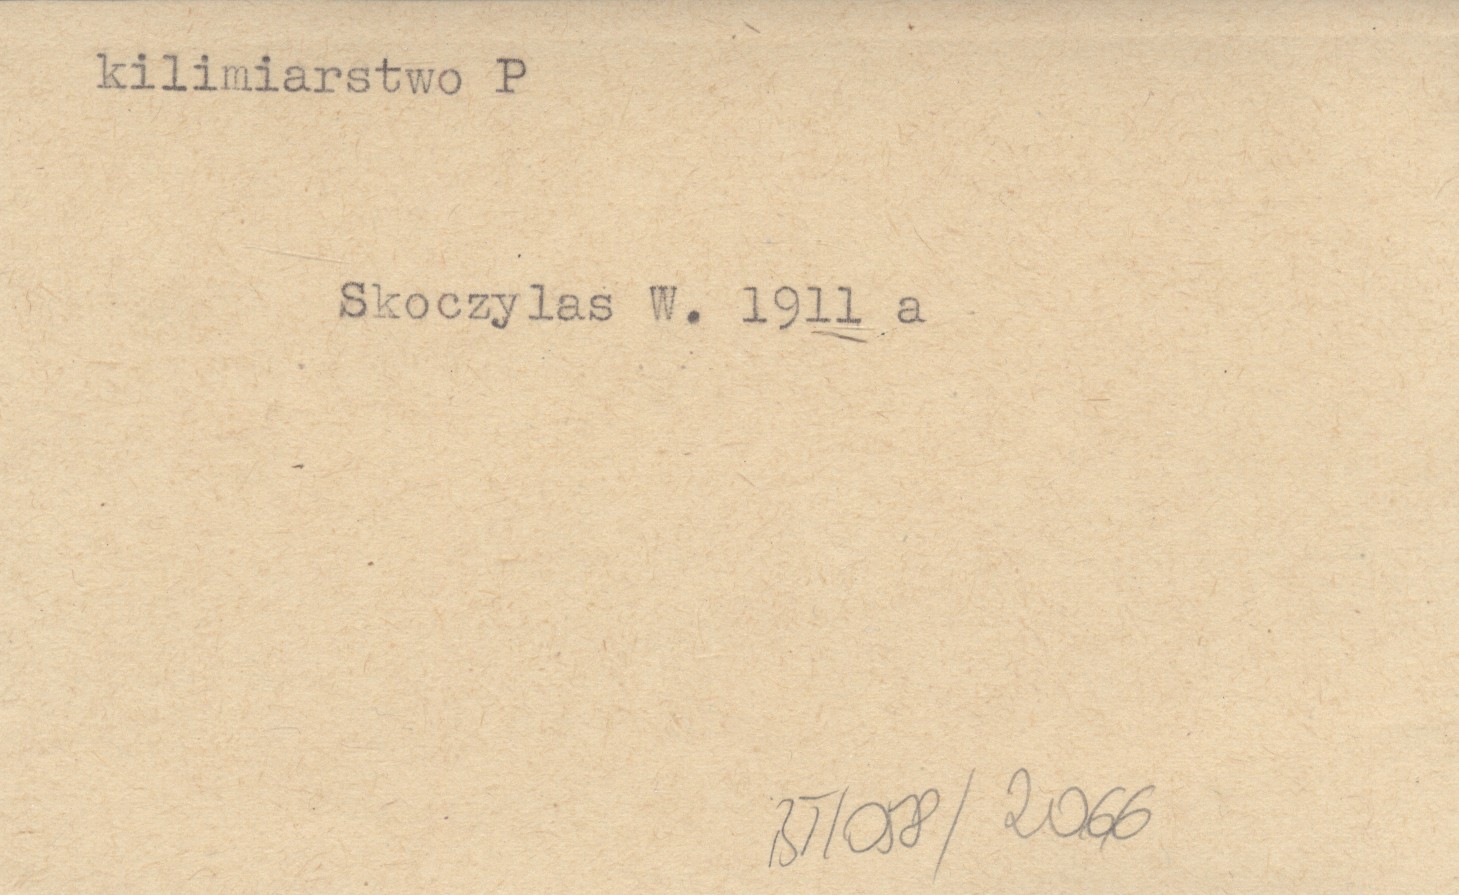 kilimiarstwo P
Skoczylas W. 1911 a
BT/058/2066